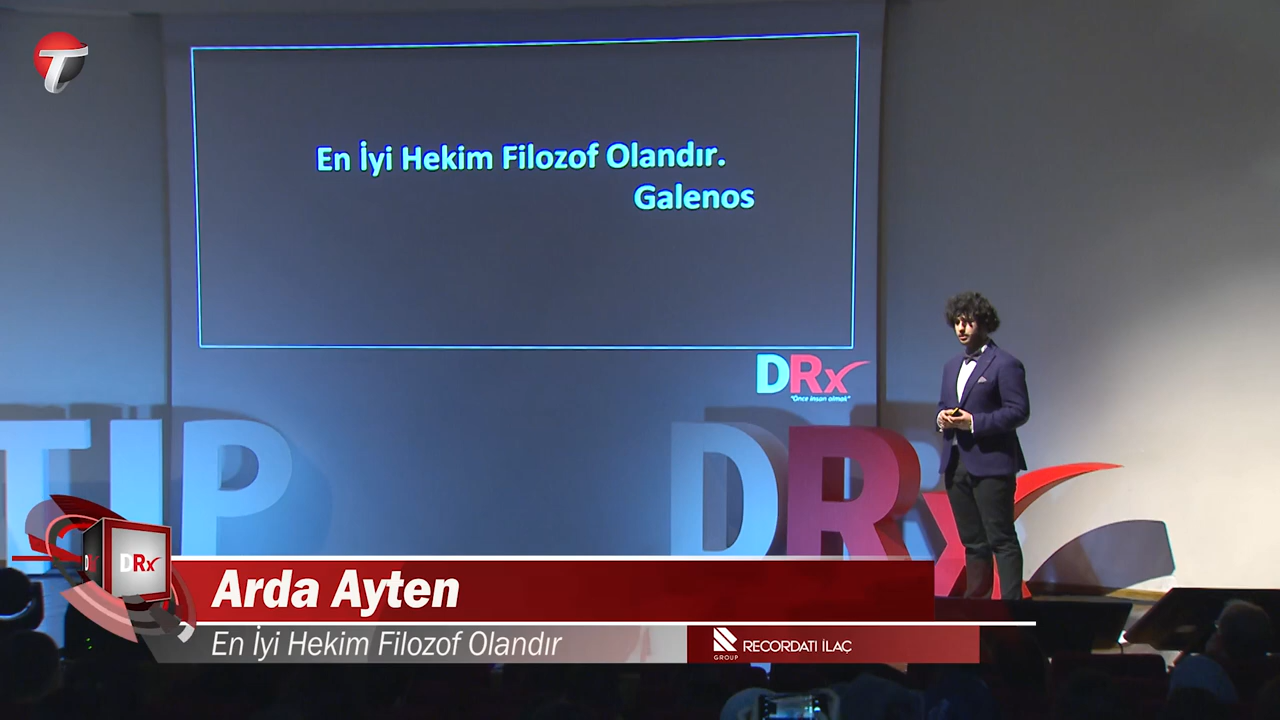 T
En İyi Hekim Filozof Olandır.
Galenos
DRx
"Önce insan olmak"
TIP
DRx
DRx
Arda Ayten
En İyi Hekim Filozof Olandır
GROUP
RECORDATI İLAÇ